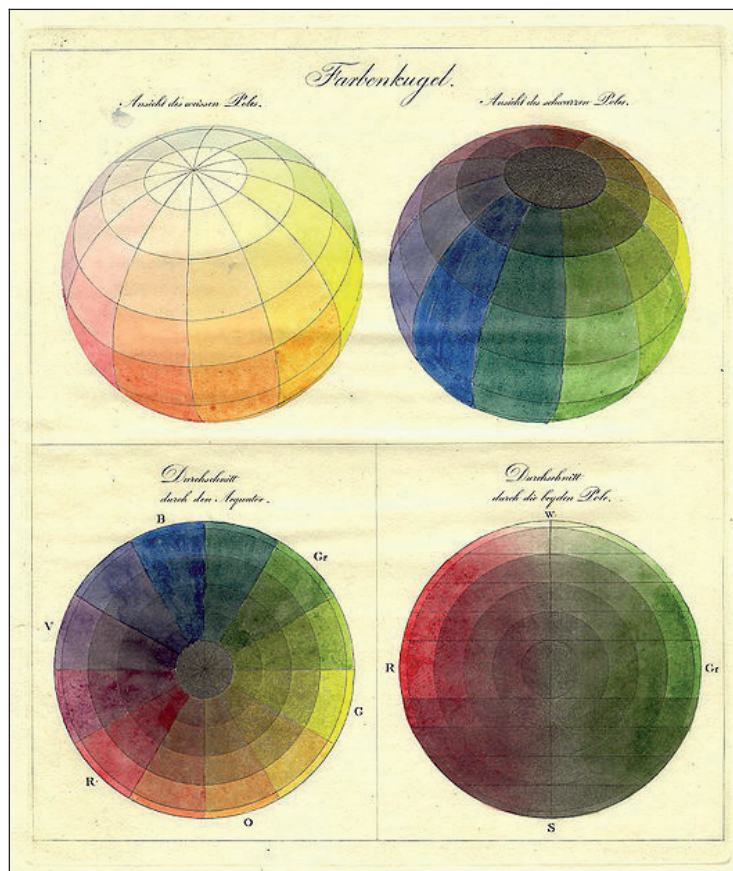 Farbenkugel.
Ansicht des weissen Poles.
Ansicht des schwarzen Poles.
Durchschnitt
durch den Aequator.
Durchschnitt
durch die beyden Pole.
B
Gr
V
G
R
O
W
R
Gr
S